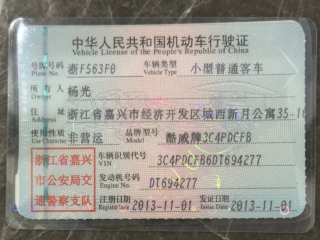 中华人民共和国机动车行驶证
Vehicle License of the People's Republic of China
号牌号码 浙F563F0 车辆类型 小型普通客车
Plate No. Vehicle Type
所有人 杨光
Owner
住址 浙江省嘉兴市经济开发区城西新月公寓35-16
Address
使用性质 非营运 品牌型号 酷威牌3C4PDCFB
Use Character Model
浙江省嘉兴
市公安局交
通警察支队
车辆识别代号 3C4PDCFB6DT694277
VIN
发动机号码 DT694277
Engine No.
注册日期 2013-11-01 发证日期 2013-11-01
Register Date Issue Date